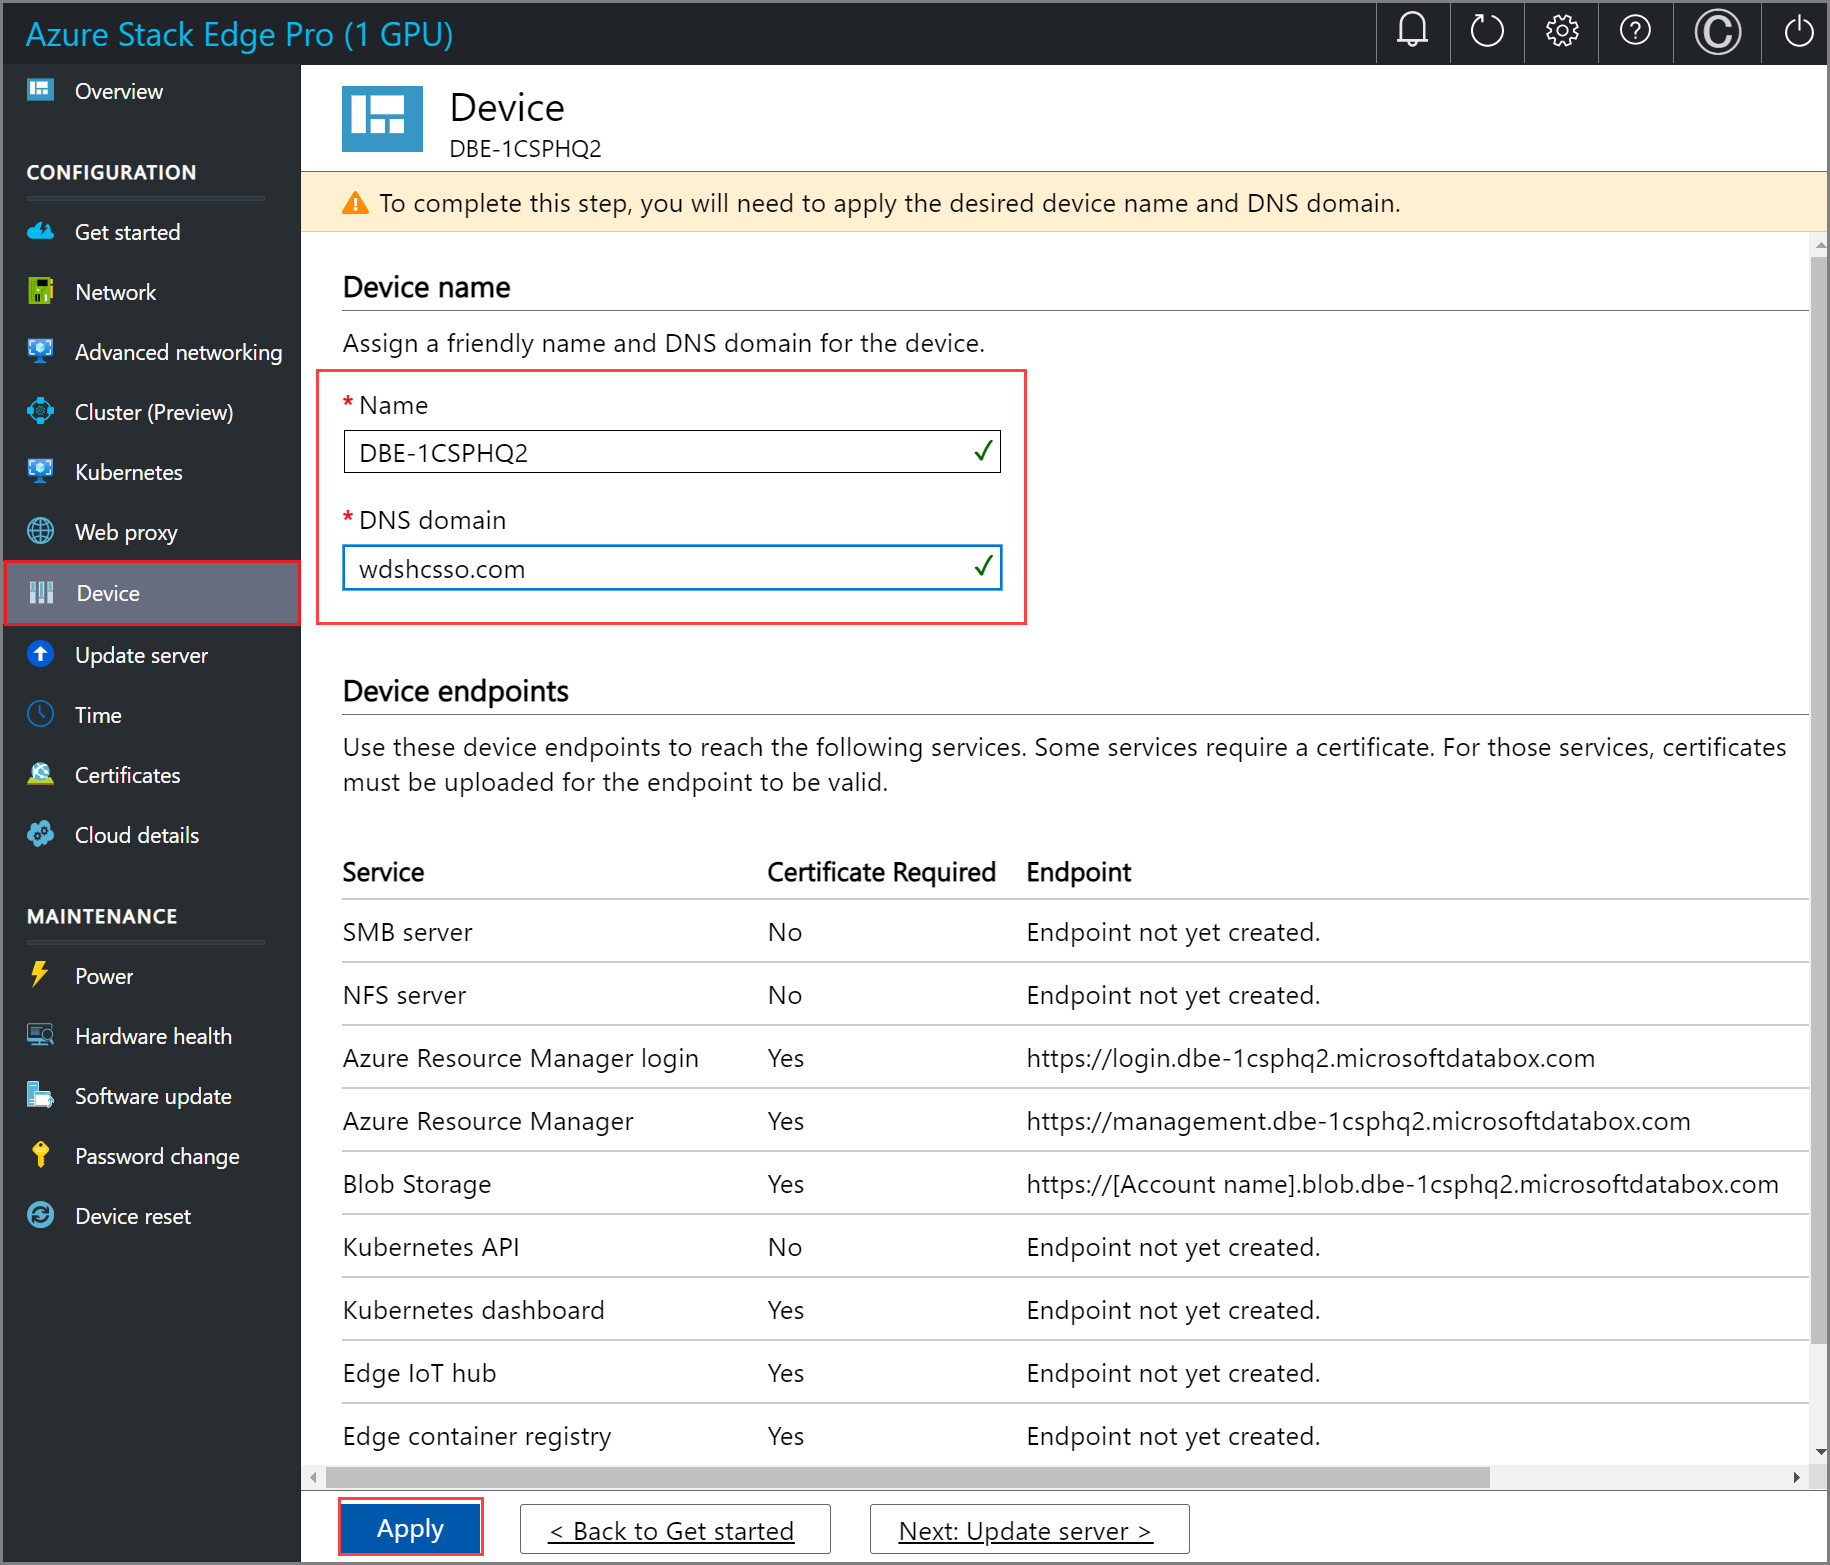 Azure Stack Edge Pro (1 GPU)
Overview
CONFIGURATION
Get started
Network
Advanced networking
Cluster (Preview)
Kubernetes
Web proxy
Device
Update server
Time
Certificates
Cloud details
MAINTENANCE
Power
Hardware health
Software update
Password change
Device reset
Device
DBE-1CSPHQ2
To complete this step, you will need to apply the desired device name and DNS domain.
Device name
Assign a friendly name and DNS domain for the device.
* Name
DBE-1CSPHQ2
* DNS domain
wdshcsso.com
Device endpoints
Use these device endpoints to reach the following services. Some services require a certificate. For those services, certificates
must be uploaded for the endpoint to be valid.
Service Certificate Required Endpoint
SMB server No Endpoint not yet created.
NFS server No Endpoint not yet created.
Azure Resource Manager login Yes https://login.dbe-1csphq2.microsoftdatabox.com
Azure Resource Manager Yes https://management.dbe-1csphq2.microsoftdatabox.com
Blob Storage Yes https://[Account name].blob.dbe-1csphq2.microsoftdatabox.com
Kubernetes API No Endpoint not yet created.
Kubernetes dashboard Yes Endpoint not yet created.
Edge IoT hub Yes Endpoint not yet created.
Edge container registry Yes Endpoint not yet created.
Apply
< Back to Get started
Next: Update server >